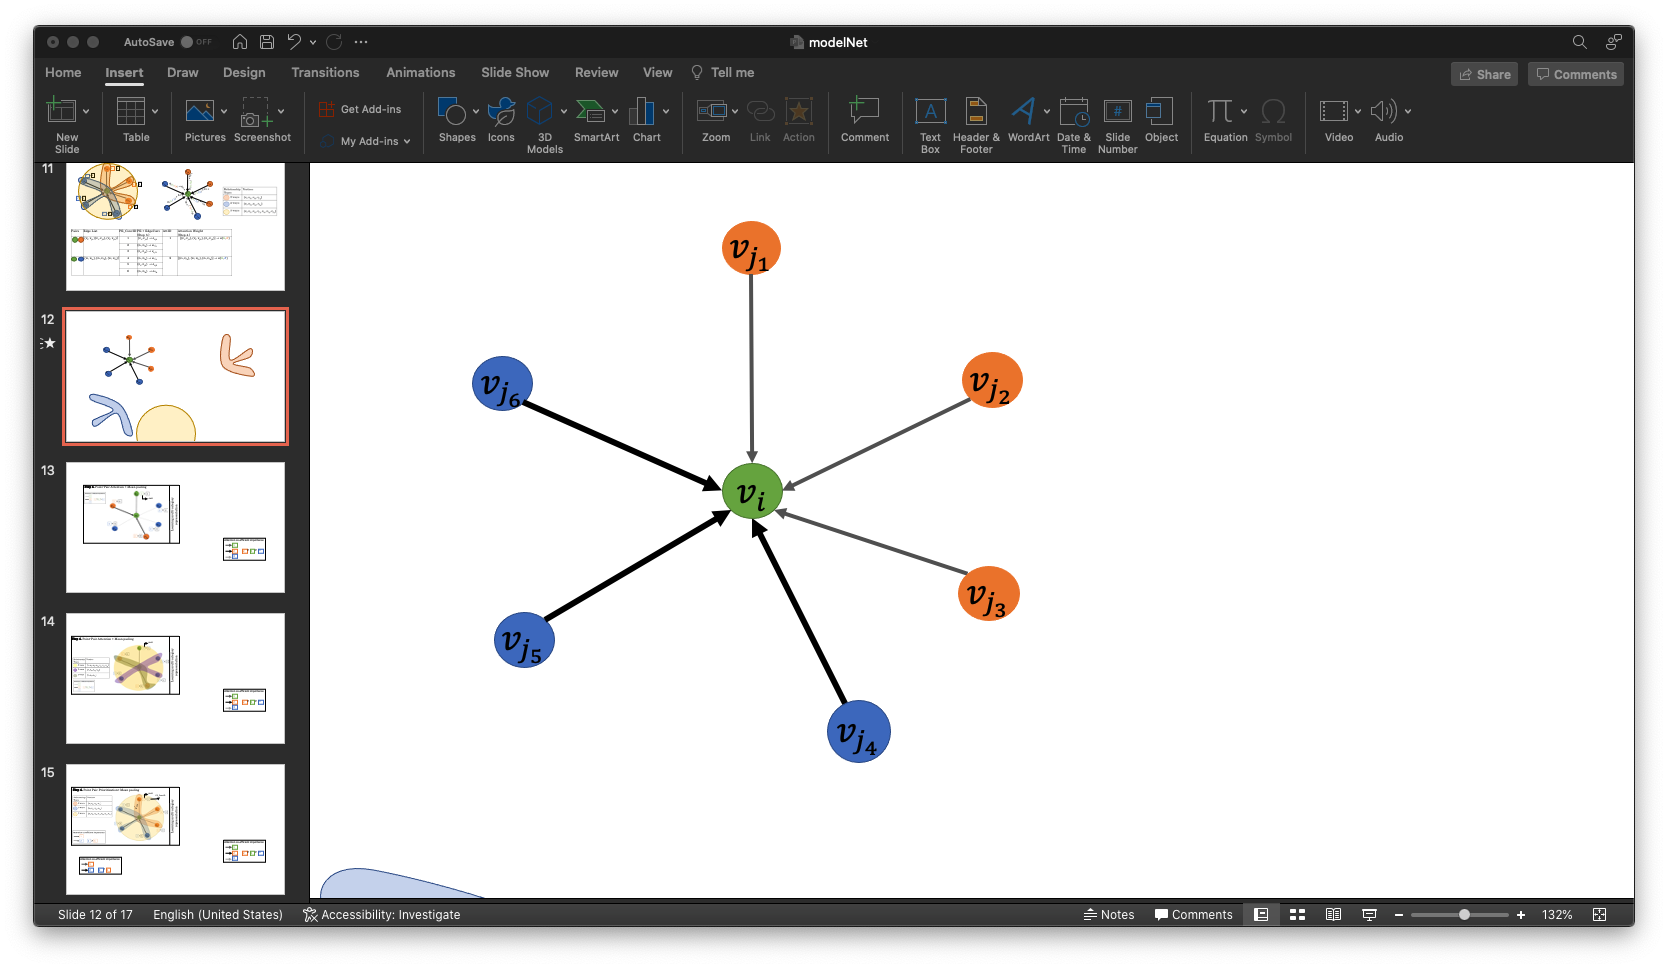 AutoSave OFF
modelNet
Home Insert Draw Design Transitions Animations Slide Show Review View Tell me
Share Comments
New Slide
Table
Pictures
Screenshot
Get Add-ins
My Add-ins
Shapes
Icons
3D Models
SmartArt
Chart
Zoom
Link
Action
Comment
Text Box
Header & Footer
WordArt
Date & Time
Slide Number
Object
Equation
Symbol
Video
Audio
11
12
13
14
15
v_{j_1}
v_{j_2}
v_{j_6}
v_i
v_{j_3}
v_{j_5}
v_{j_4}
Slide 12 of 17 English (United States) Accessibility: Investigate Notes Comments 132%